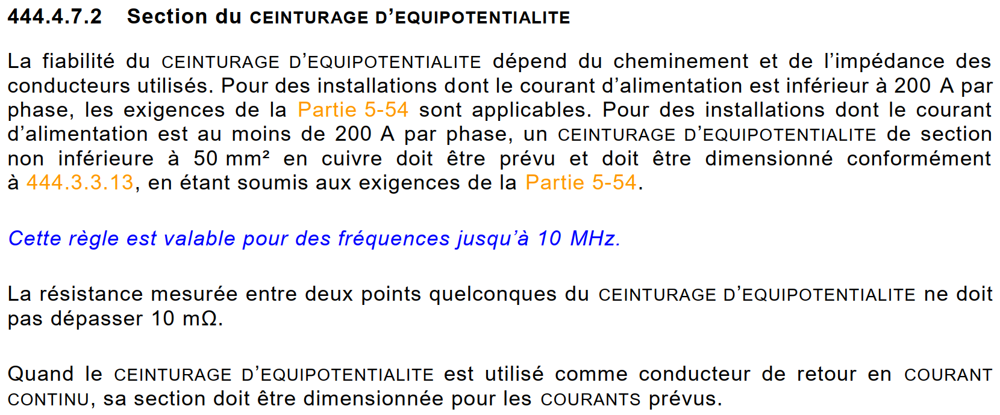 444.4.7.2 Section du CEINTURAGE D’EQUIPOTENTIALITE
La fiabilité du CEINTURAGE D’EQUIPOTENTIALITE dépend du cheminement et de l’impédance des
conducteurs utilisés. Pour des installations dont le courant d’alimentation est inférieur à 200 A par
phase, les exigences de la Partie 5-54 sont applicables. Pour des installations dont le courant
d’alimentation est au moins de 200 A par phase, un CEINTURAGE D’EQUIPOTENTIALITE de section
non inférieure à 50 mm² en cuivre doit être prévu et doit être dimensionné conformément
à 444.3.3.13, en étant soumis aux exigences de la Partie 5-54.
Cette règle est valable pour des fréquences jusqu’à 10 MHz.
La résistance mesurée entre deux points quelconques du CEINTURAGE D’EQUIPOTENTIALITE ne doit
pas dépasser 10 mΩ.
Quand le CEINTURAGE D’EQUIPOTENTIALITE est utilisé comme conducteur de retour en COURANT
CONTINU, sa section doit être dimensionnée pour les COURANTS prévus.